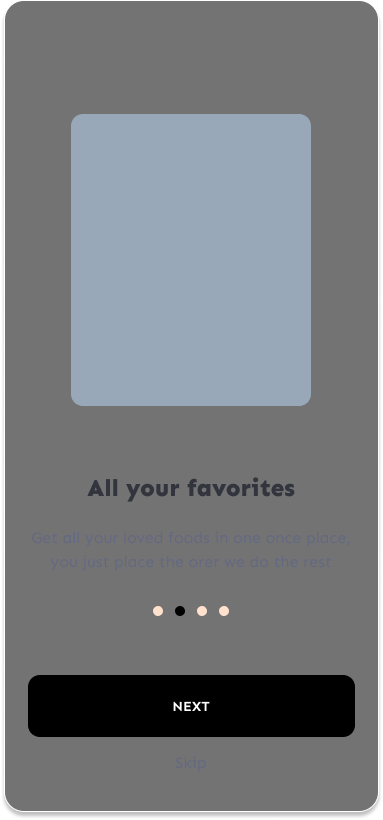 All your favorites
Get all your loved foods in one once place,
you just place the orer we do the rest
NEXT
Skip